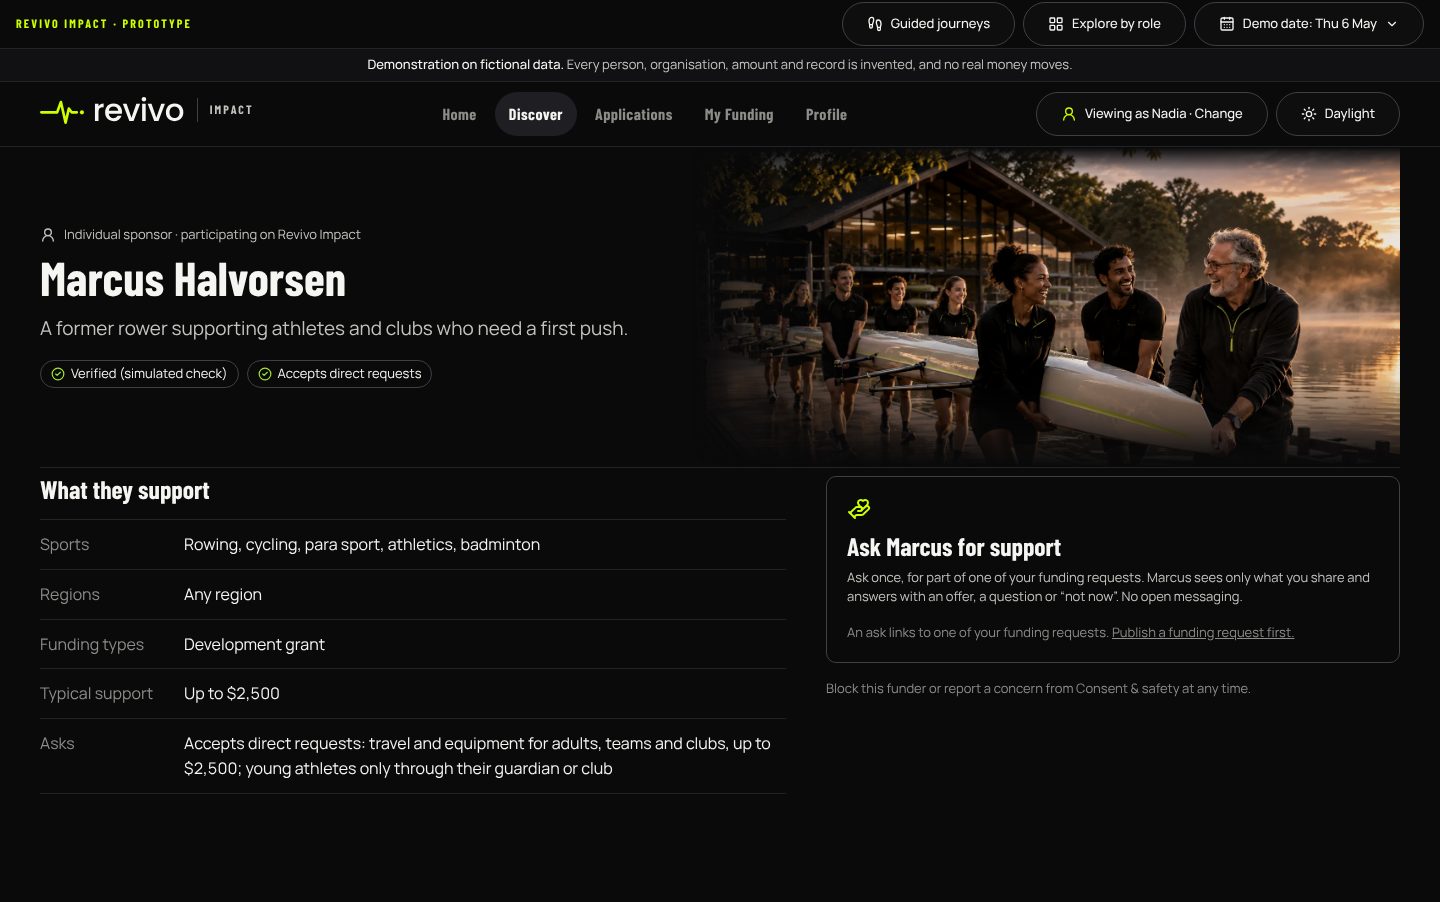 REVIVO IMPACT · PROTOTYPE
Guided journeys
Explore by role
Demo date: Thu 6 May
Demonstration on fictional data. Every person, organisation, amount and record is invented, and no real money moves.
revivo
IMPACT
Home
Discover
Applications
My Funding
Profile
Viewing as Nadia · Change
Daylight
Individual sponsor · participating on Revivo Impact
Marcus Halvorsen
A former rower supporting athletes and clubs who need a first push.
Verified (simulated check)
Accepts direct requests
What they support
Sports
Rowing, cycling, para sport, athletics, badminton
Regions
Any region
Funding types
Development grant
Typical support
Up to $2,500
Asks
Accepts direct requests: travel and equipment for adults, teams and clubs, up to
$2,500; young athletes only through their guardian or club
Ask Marcus for support
Ask once, for part of one of your funding requests. Marcus sees only what you share and
answers with an offer, a question or “not now”. No open messaging.
An ask links to one of your funding requests. Publish a funding request first.
Block this funder or report a concern from Consent & safety at any time.